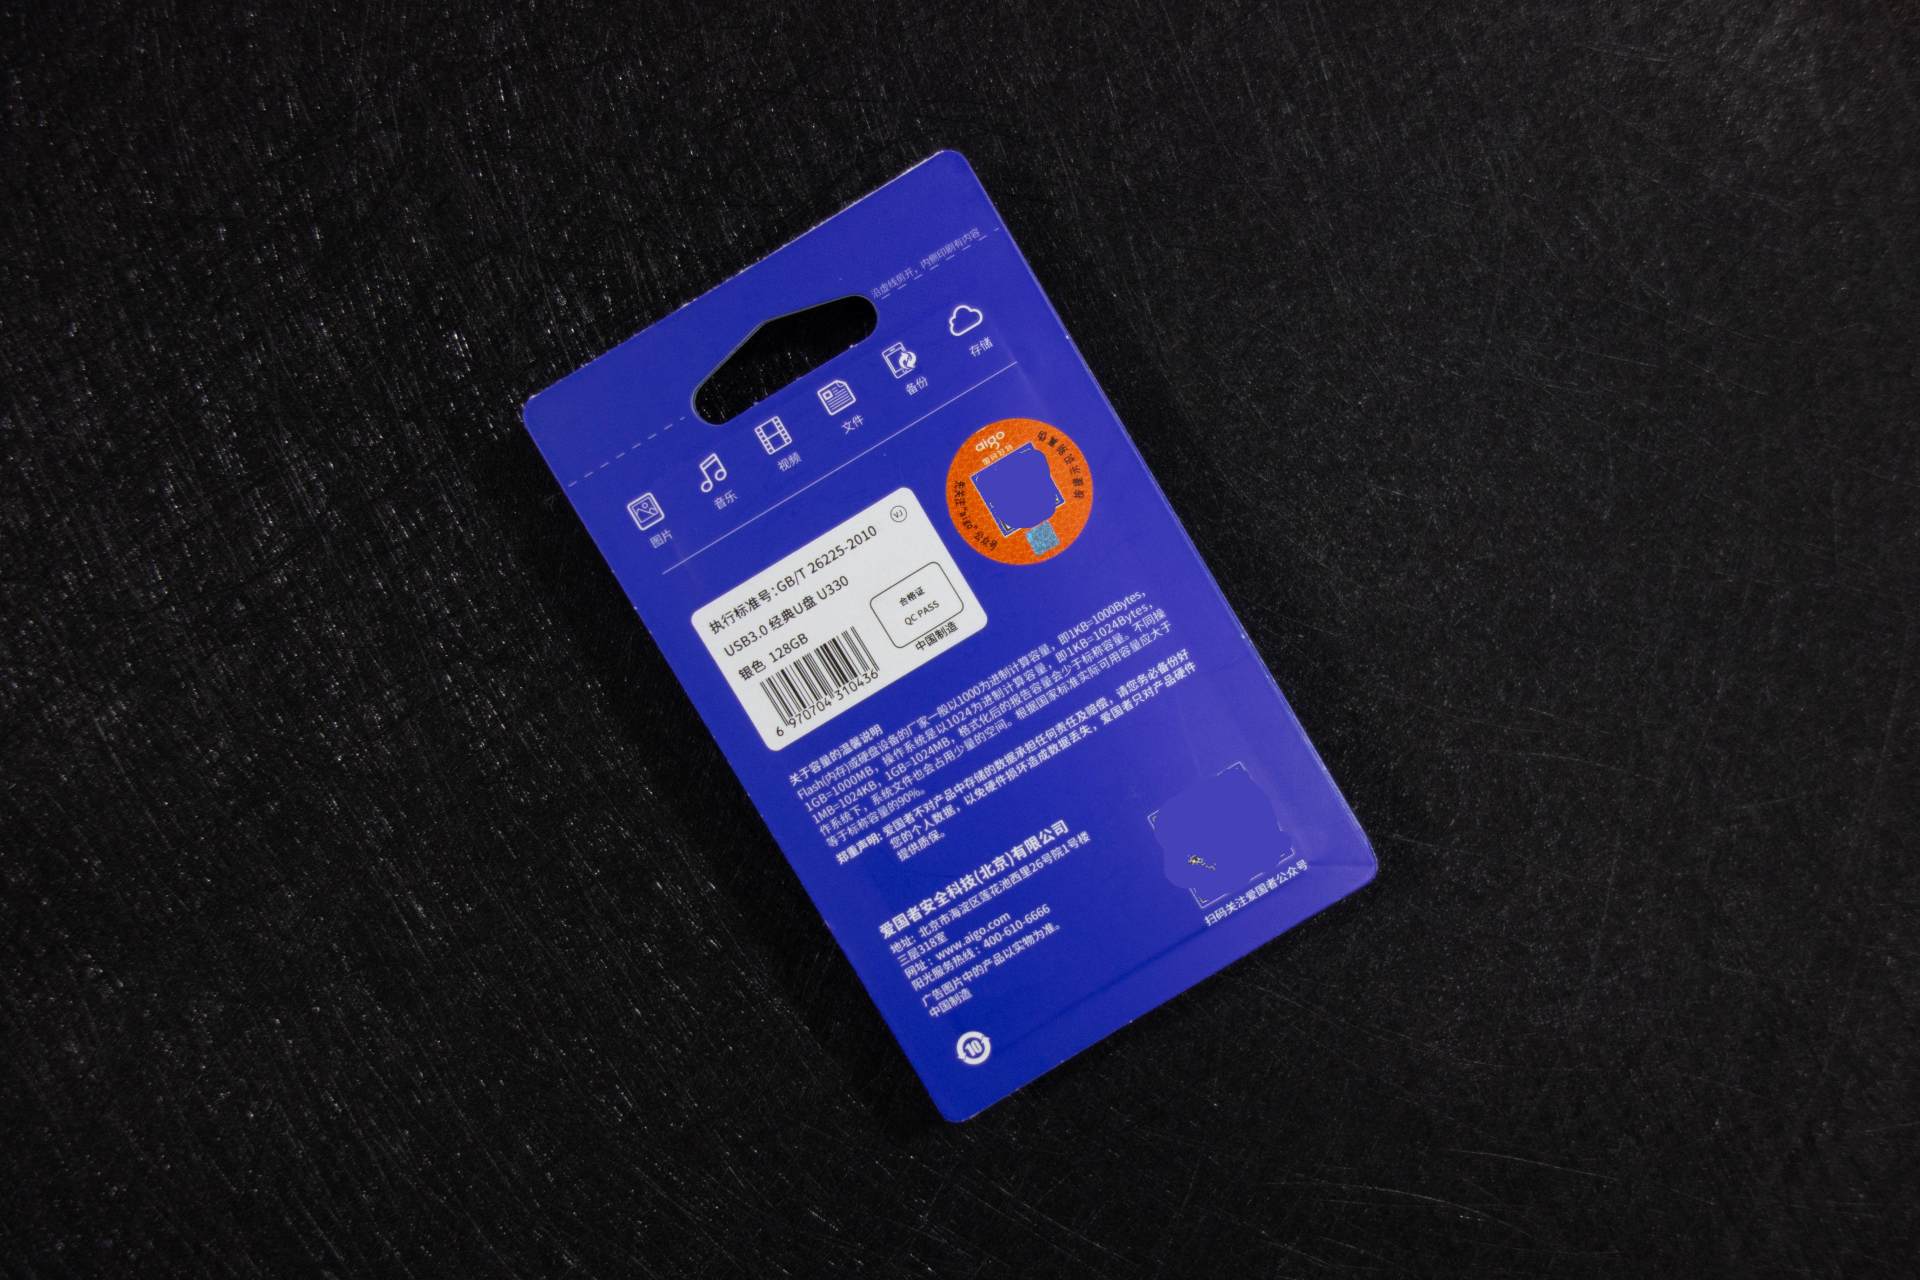 沿虚线剪开，内侧印刷有内容
图片
音乐
视频
文件
备份
存储
aigo
先关注"aigo"公众号
按提示识别真伪
VJ
执行标准号：GB/T 26225-2010
USB3.0 经典U盘 U330
银色 128GB
6 970704 310436
合格证
QC PASS
中国制造
关于容量的温馨说明
Flash(内存)或硬盘设备的厂家一般以1000为进制计算容量，即1KB=1000Bytes，
1GB=1000MB，操作系统是以1024为进制计算容量，即1KB=1024Bytes，
1MB=1024KB，1GB=1024MB，格式化后的报告容量会少于标称容量。不同操
作系统下，系统文件也会占用少量的空间。根据国家标准实际可用容量应大于
等于标称容量的90%。
郑重声明: 爱国者不对产品中存储的数据承担任何责任及赔偿，请您务必备份好
您的个人数据，以免硬件损坏造成数据丢失，爱国者只对产品硬件
提供质保。
爱国者安全科技(北京)有限公司
地址：北京市海淀区莲花池西里26号院1号楼
三层318室
网址：www.aigo.com
阳光服务热线：400-610-6666
广告图片中的产品以实物为准。
中国制造
10
扫码关注爱国者公众号